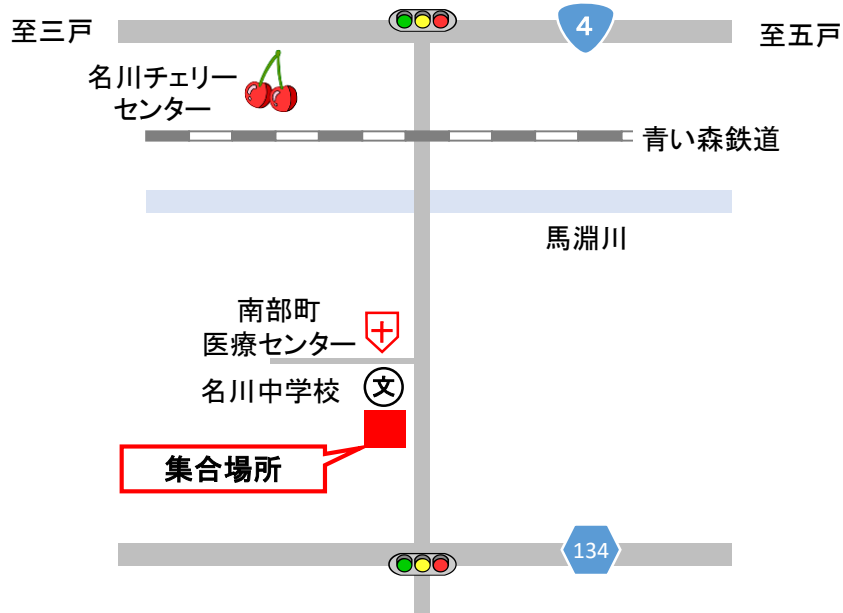 至三戸
4
至五戸
名川チェリー
センター
青い森鉄道
馬淵川
南部町
医療センター
名川中学校
文
集合場所
134